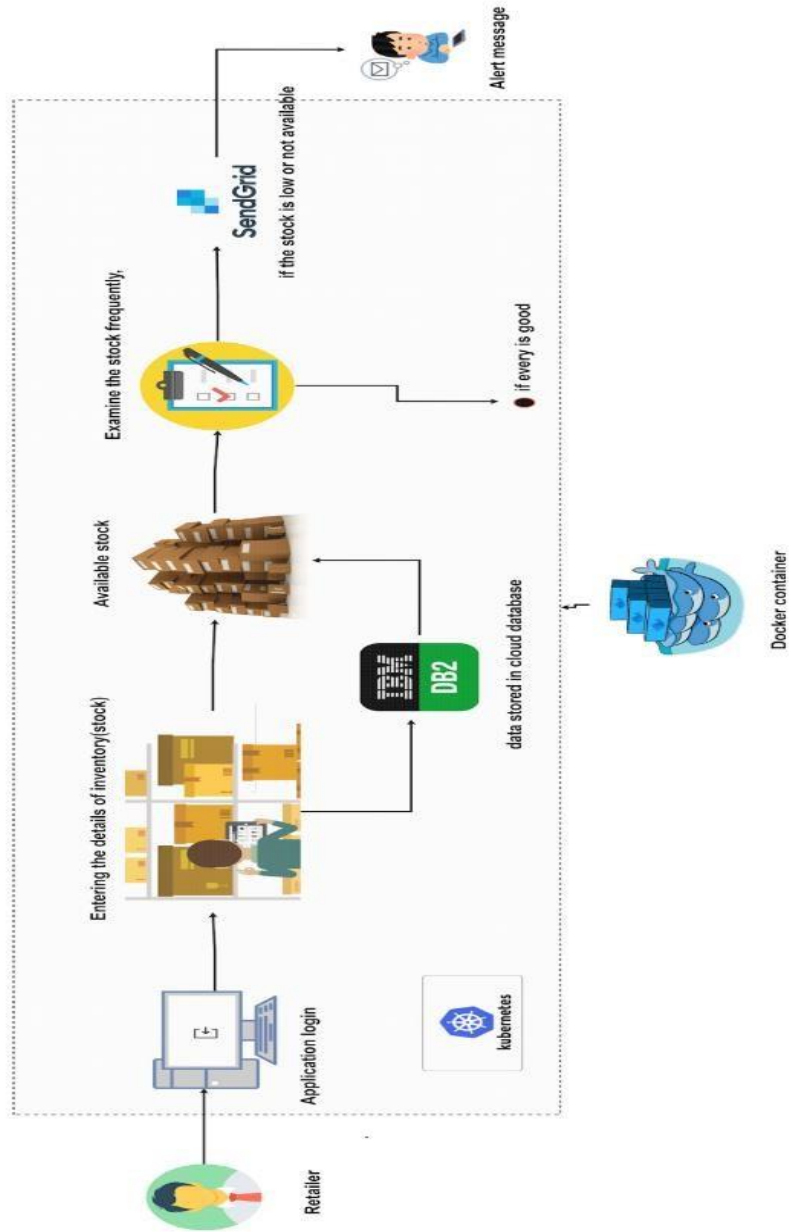 Retailer
Application login
Entering the details of inventory(stock)
Available stock
Examine the stock frequently,
SendGrid
if the stock is low or not available
Alert message
if every is good
IBM
DB2
data stored in cloud database
kubernetes
Docker container